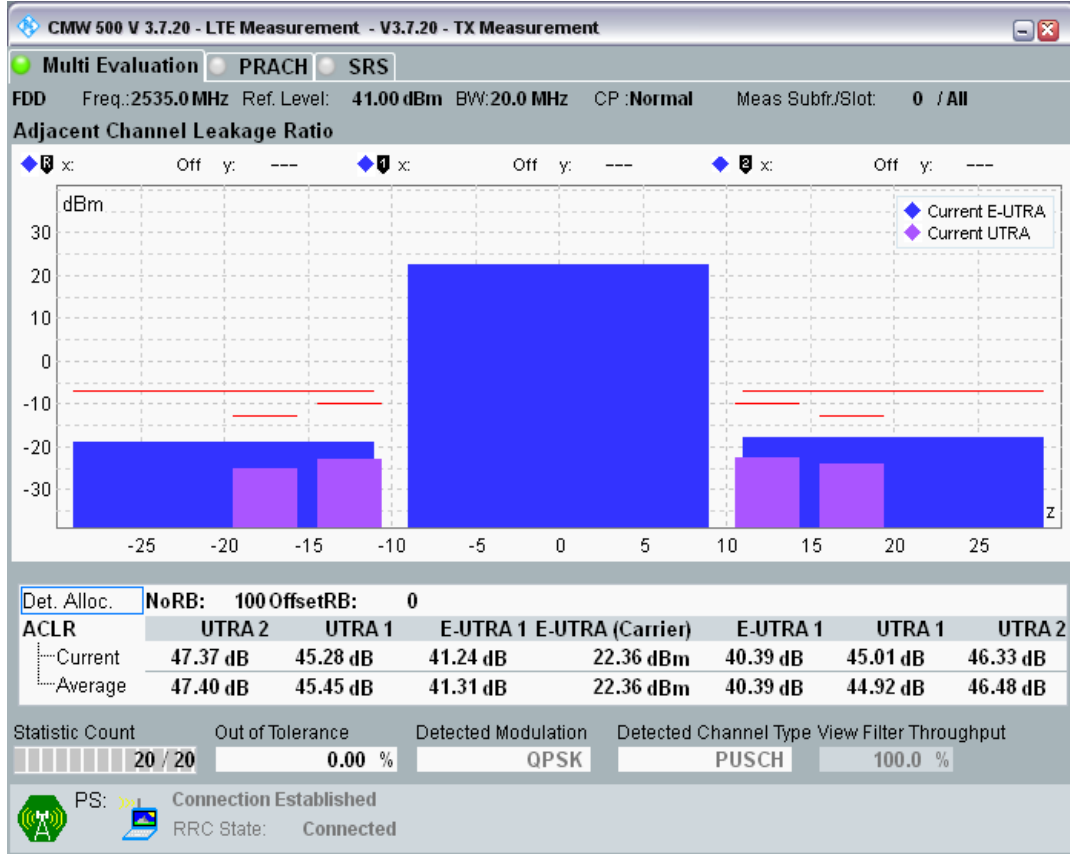 CMW 500 V 3.7.20 - LTE Measurement - V3.7.20 - TX Measurement
Multi Evaluation PRACH SRS
FDD Freq.:2535.0 MHz Ref. Level: 41.00 dBm BW:20.0 MHz CP :Normal Meas Subfr./Slot: 0 / All
Adjacent Channel Leakage Ratio
R x: Off y: --- 1 x: Off y: --- 2 x: Off y: ---
dBm
Current E-UTRA
Current UTRA
30
20
10
0
-10
-20
-30
z
-25 -20 -15 -10 -5 0 5 10 15 20 25
Det. Alloc. NoRB: 100 OffsetRB: 0
ACLR UTRA 2 UTRA 1 E-UTRA 1 E-UTRA (Carrier) E-UTRA 1 UTRA 1 UTRA 2
Current 47.37 dB 45.28 dB 41.24 dB 22.36 dBm 40.39 dB 45.01 dB 46.33 dB
Average 47.40 dB 45.45 dB 41.31 dB 22.36 dBm 40.39 dB 44.92 dB 46.48 dB
Statistic Count Out of Tolerance Detected Modulation Detected Channel Type View Filter Throughput
20 / 20 0.00 % QPSK PUSCH 100.0 %
PS: Connection Established
RRC State: Connected